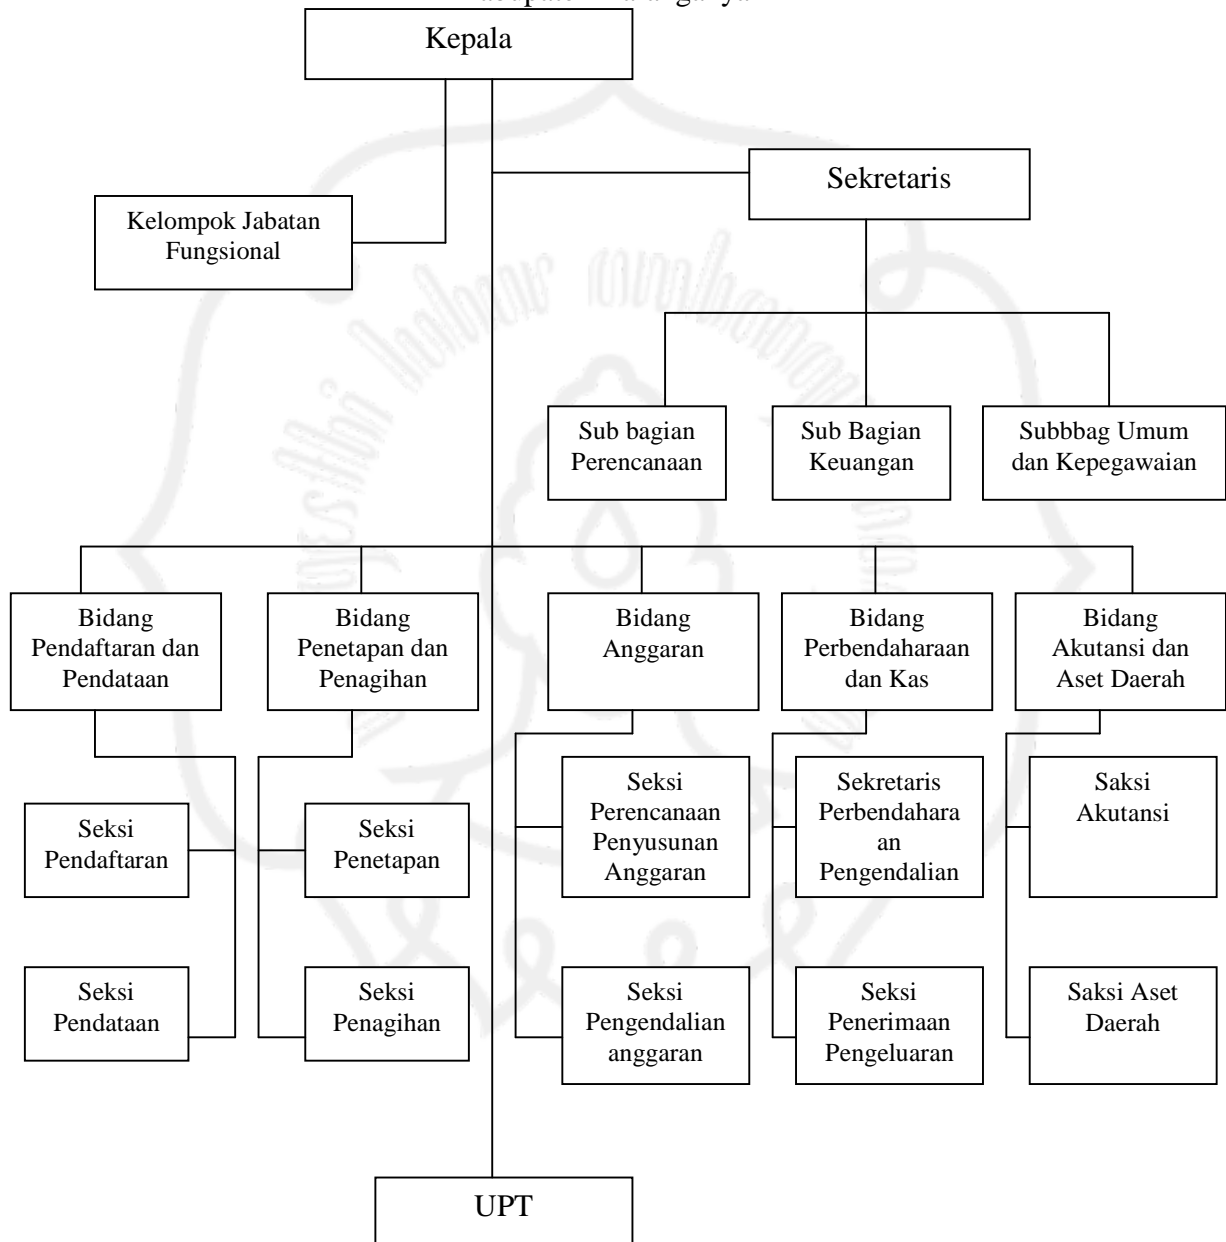 Kepala
Sekretaris
Kelompok Jabatan
Fungsional
Sub bagian
Perencanaan
Sub Bagian
Keuangan
Subbbag Umum
dan Kepegawaian
Bidang
Pendaftaran dan
Pendataan
Bidang
Penetapan dan
Penagihan
Bidang
Anggaran
Bidang
Perbendaharaan
dan Kas
Bidang
Akutansi dan
Aset Daerah
Seksi
Pendaftaran
Seksi
Penetapan
Seksi
Perencanaan
Penyusunan
Anggaran
Sekretaris
Perbendahara
an
Pengendalian
Saksi
Akutansi
Seksi
Pendataan
Seksi
Penagihan
Seksi
Pengendalian
anggaran
Seksi
Penerimaan
Pengeluaran
Saksi Aset
Daerah
UPT